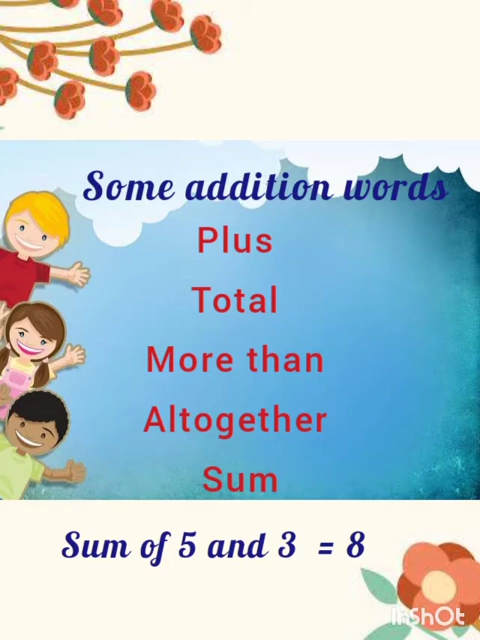 Some addition words
Plus
Total
More than
Altogether
Sum
Sum of 5 and 3 = 8
InShOt